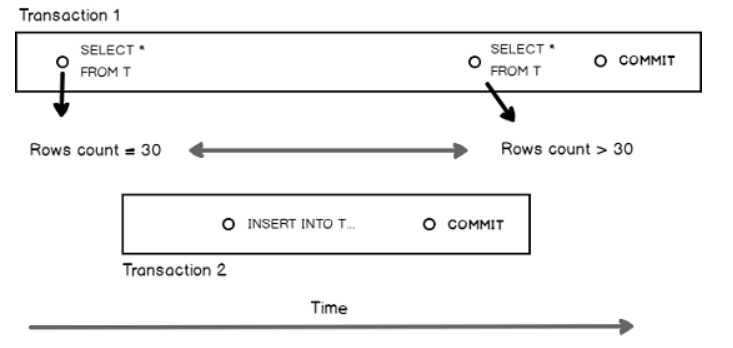 Transaction 1
SELECT *
FROM T
SELECT *
FROM T
COMMIT
Rows count = 30
Rows count > 30
INSERT INTO T...
COMMIT
Transaction 2
Time